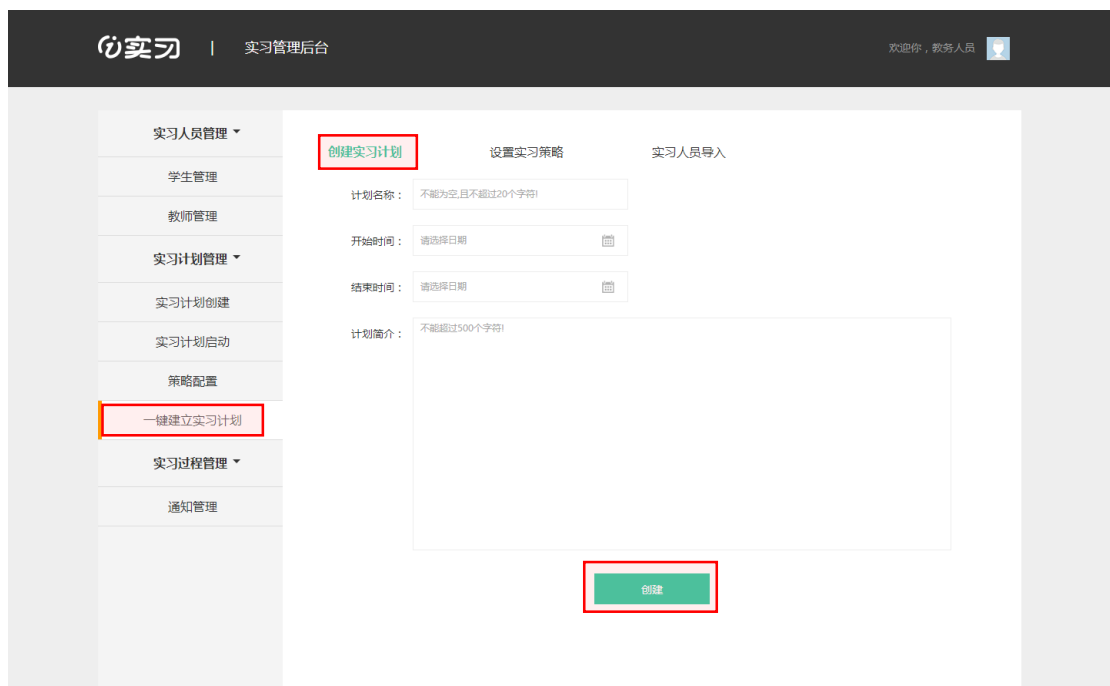 i实习 | 实习管理后台
欢迎你，教务人员
实习人员管理
学生管理
教师管理
实习计划管理
实习计划创建
实习计划启动
策略配置
一键建立实习计划
实习过程管理
通知管理
创建实习计划 设置实习策略 实习人员导入
计划名称： 不能为空,且不超过20个字符!
开始时间： 请选择日期
结束时间： 请选择日期
计划简介： 不能超过500个字符!
创建